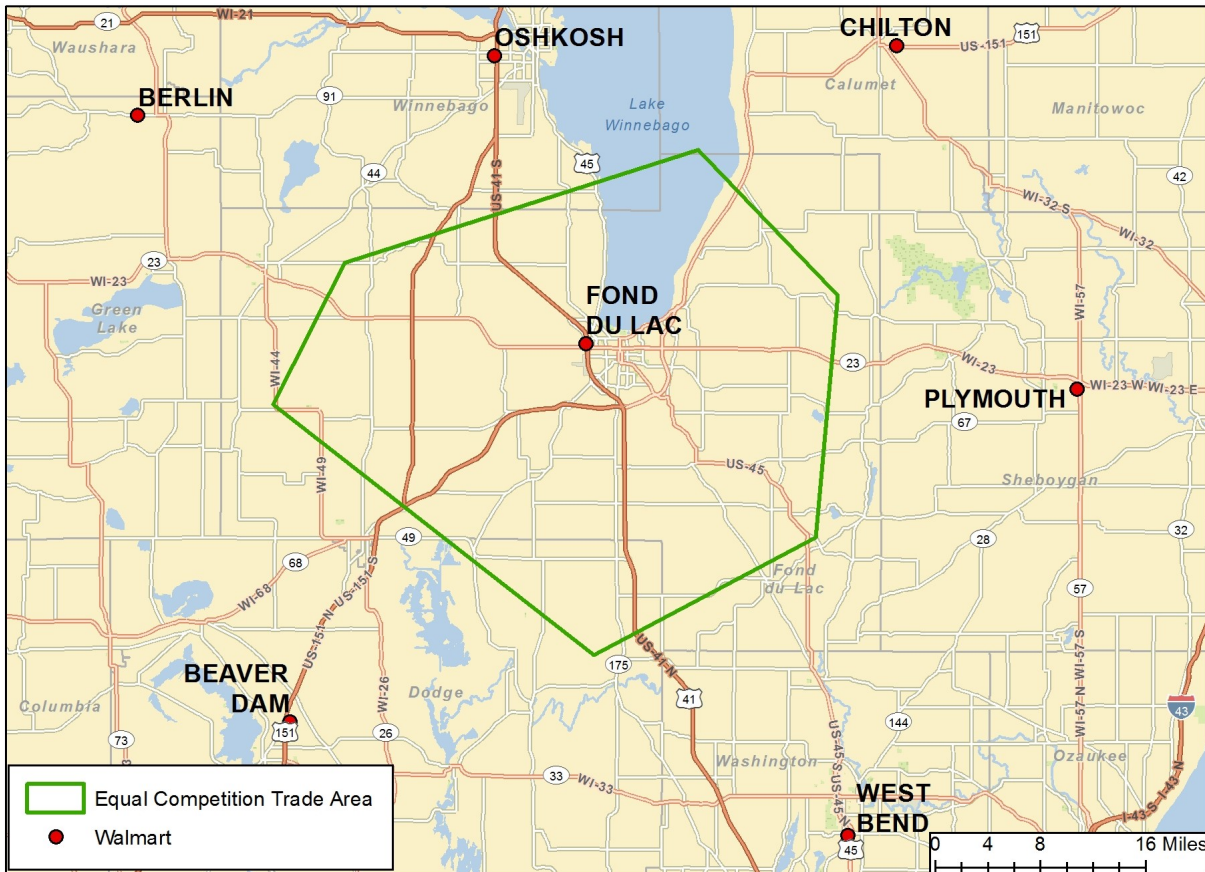 21
WI-21
Waushara
OSHKOSH
CHILTON
US-151
151
BERLIN
91
Winnebago
Lake
Winnebago
Calumet
Manitowoc
44
45
US-41 S
42
WI-32 S
WI-32
23
WI-23
Green
Lake
FOND
DU LAC
WI-57
WI-44
23
WI-23
PLYMOUTH
WI-23 W
WI-23 E
67
WI-49
US-45
Sheboygan
49
28
32
68
WI-68
US-151 N
US-151 S
Fond
du Lac
57
175
US-41 N
WI-57 N
WI-57 S
BEAVER
DAM
Dodge
41
Columbia
WI-26
43
151
144
73
26
US-45 S
US-45 N
Washington
Ozaukee
33
WI-33
I-43 S
I-43 N
WEST
BEND
45
Equal Competition Trade Area
Walmart
0 4 8 16 Miles